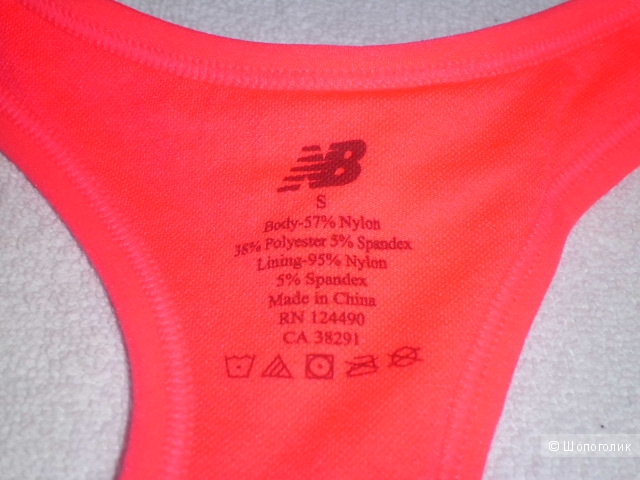 NB
S
Body-57% Nylon
38% Polyester 5% Spandex
Lining-95% Nylon
5% Spandex
Made in China
RN 124490
CA 38291
© Шопоголик